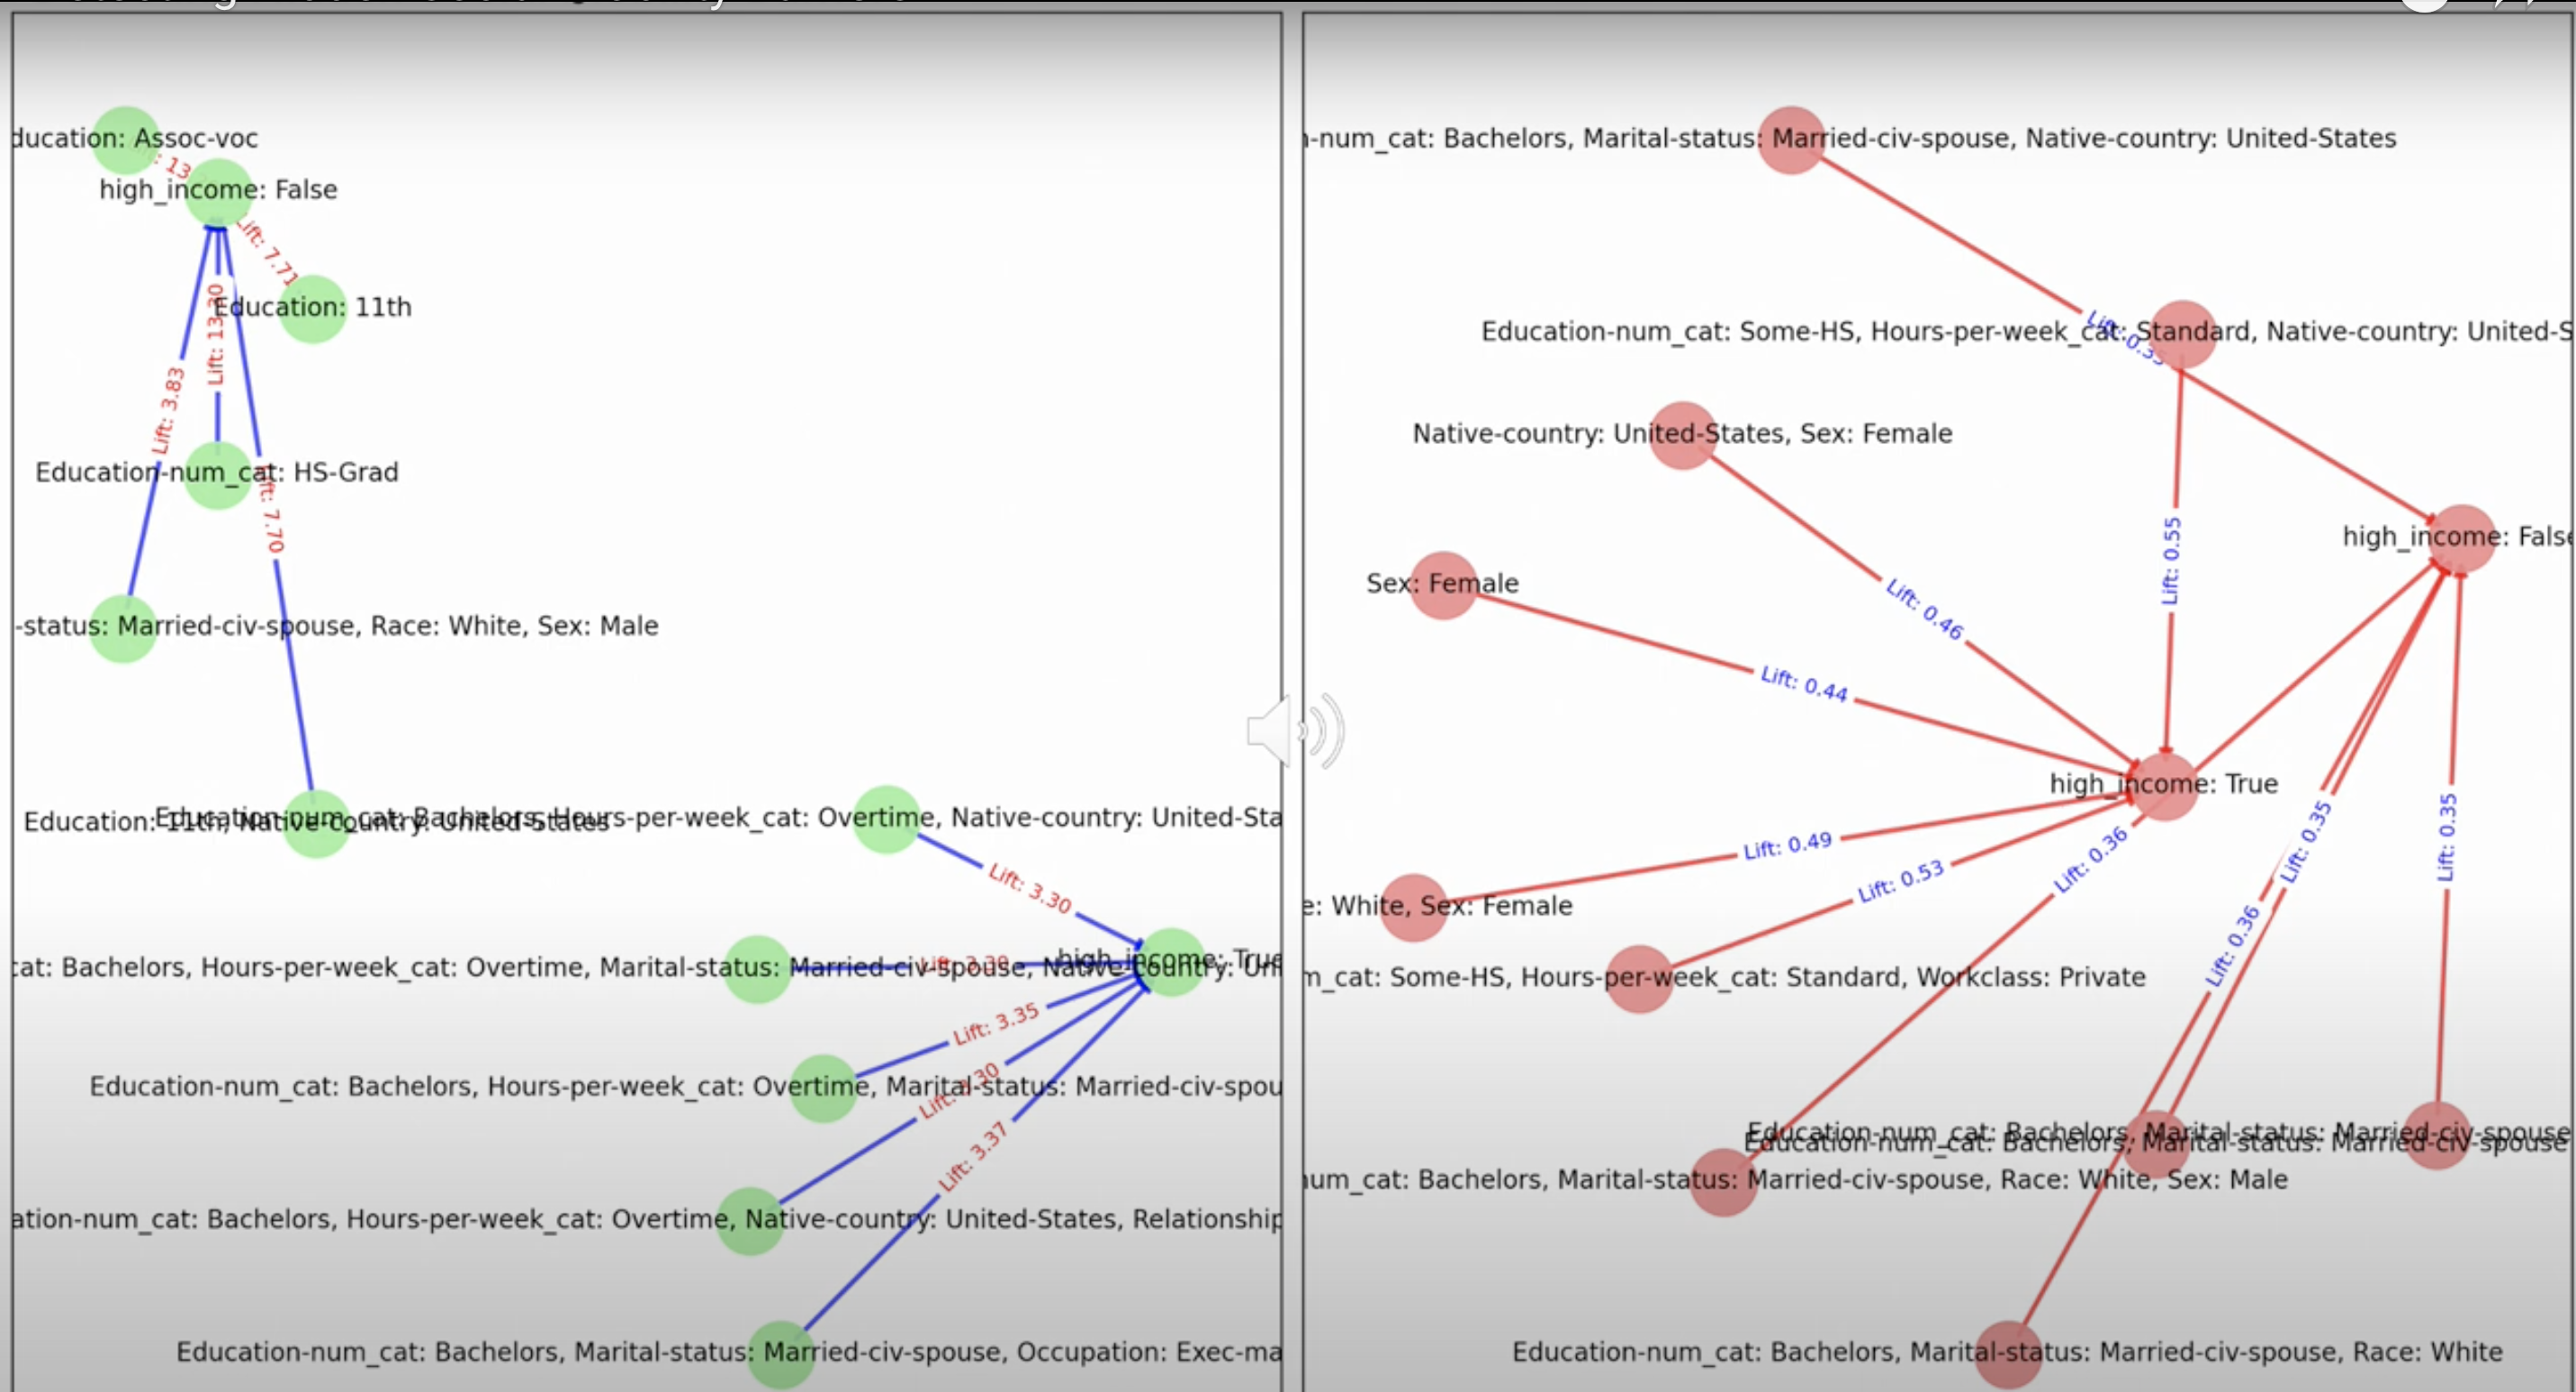 ducation: Assoc-voc
high_income: False
Lift: 7.71
Education: 11th
Lift: 13.30
Lift: 3.83
Education-num_cat: HS-Grad
Lift: 7.70
-status: Married-civ-spouse, Race: White, Sex: Male
Education: 11th, Native-country: United-States
Education-num_cat: Bachelors, Hours-per-week_cat: Overtime, Native-country: United-Sta
Lift: 3.30
high_income: True
cat: Bachelors, Hours-per-week_cat: Overtime, Marital-status: Married-civ-spouse, Native-country: Uni
Lift: 3.30
Lift: 3.35
Education-num_cat: Bachelors, Hours-per-week_cat: Overtime, Marital-status: Married-civ-spou
Lift: 3.30
Lift: 3.37
ation-num_cat: Bachelors, Hours-per-week_cat: Overtime, Native-country: United-States, Relationship
Education-num_cat: Bachelors, Marital-status: Married-civ-spouse, Occupation: Exec-ma
n-num_cat: Bachelors, Marital-status: Married-civ-spouse, Native-country: United-States
Education-num_cat: Some-HS, Hours-per-week_cat: Standard, Native-country: United-S
Lift: 0.35
Native-country: United-States, Sex: Female
high_income: False
Lift: 0.55
Sex: Female
Lift: 0.46
Lift: 0.44
high_income: True
Lift: 0.49
Lift: 0.53
Lift: 0.36
Lift: 0.35
Lift: 0.35
e: White, Sex: Female
Lift: 0.36
m_cat: Some-HS, Hours-per-week_cat: Standard, Workclass: Private
Education-num_cat: Bachelors, Marital-status: Married-civ-spouse
Education-num_cat: Bachelors, Marital-status: Married-civ-spouse
num_cat: Bachelors, Marital-status: Married-civ-spouse, Race: White, Sex: Male
Education-num_cat: Bachelors, Marital-status: Married-civ-spouse, Race: White